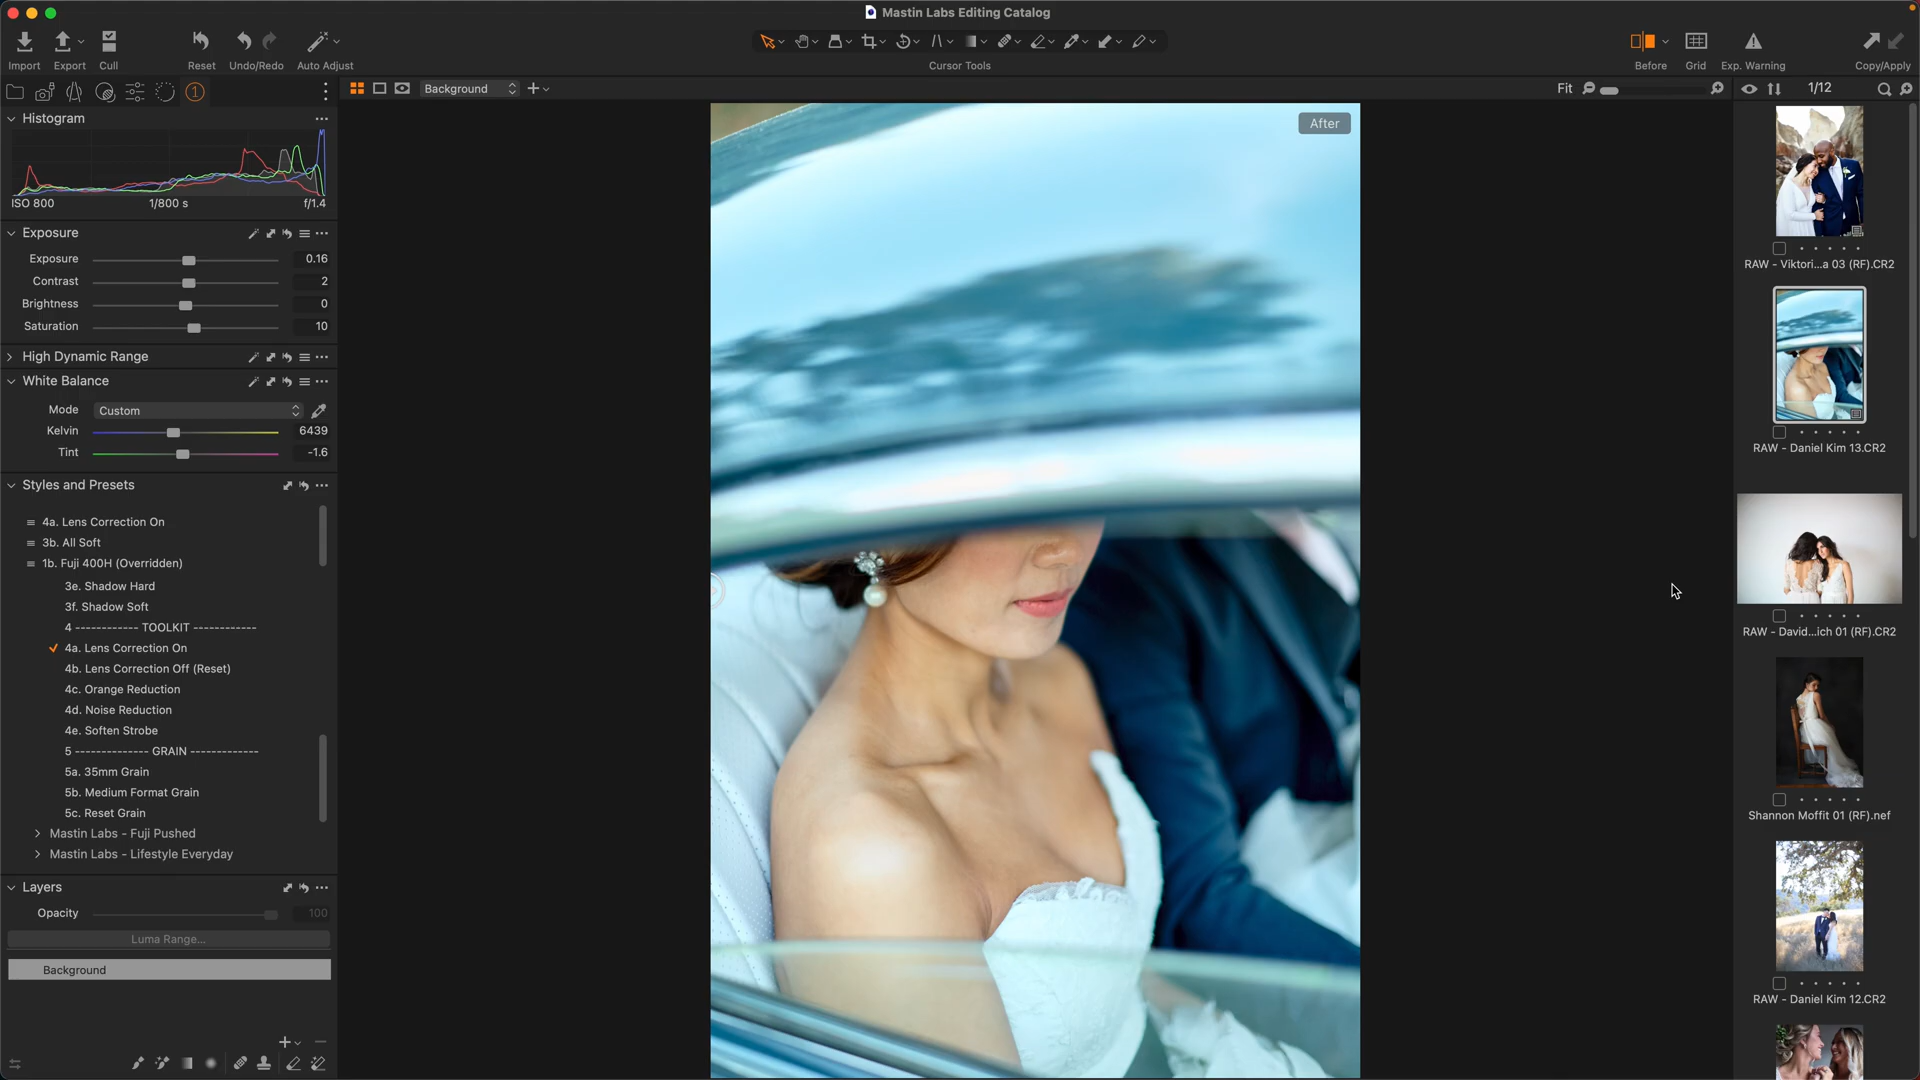 Mastin Labs Editing Catalog
Import Export Cull Reset Undo/Redo Auto Adjust Cursor Tools Before Grid Exp. Warning Copy/Apply
1 Background Fit 1/12
Histogram
ISO 800 1/800 s f/1.4
Exposure
Exposure 0.16
Contrast 2
Brightness 0
Saturation 10
High Dynamic Range
White Balance
Mode Custom
Kelvin 6439
Tint -1.6
Styles and Presets
4a. Lens Correction On
3b. All Soft
1b. Fuji 400H (Overridden)
3e. Shadow Hard
3f. Shadow Soft
4 ------------ TOOLKIT ------------
4a. Lens Correction On
4b. Lens Correction Off (Reset)
4c. Orange Reduction
4d. Noise Reduction
4e. Soften Strobe
5 -------------- GRAIN -------------
5a. 35mm Grain
5b. Medium Format Grain
5c. Reset Grain
Mastin Labs - Fuji Pushed
Mastin Labs - Lifestyle Everyday
Layers
Opacity 100
Luma Range...
Background
After
RAW - Viktori...a 03 (RF).CR2
RAW - Daniel Kim 13.CR2
RAW - David...ich 01 (RF).CR2
Shannon Moffit 01 (RF).nef
RAW - Daniel Kim 12.CR2